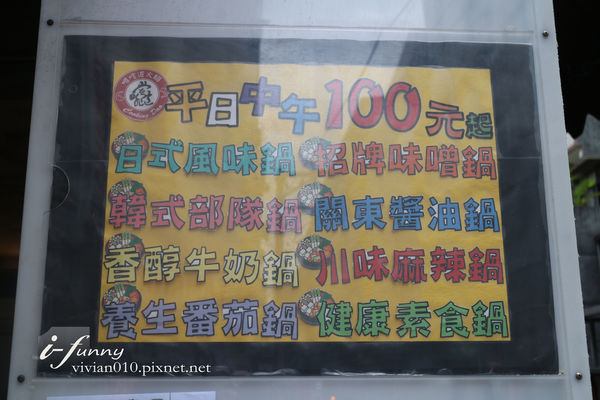 平日中午100元起
日式風味鍋 招牌味噌鍋
韓式部隊鍋 關東醬油鍋
香醇牛奶鍋 川味麻辣鍋
養生番茄鍋 健康素食鍋
i-funny
vivian010.pixnet.net